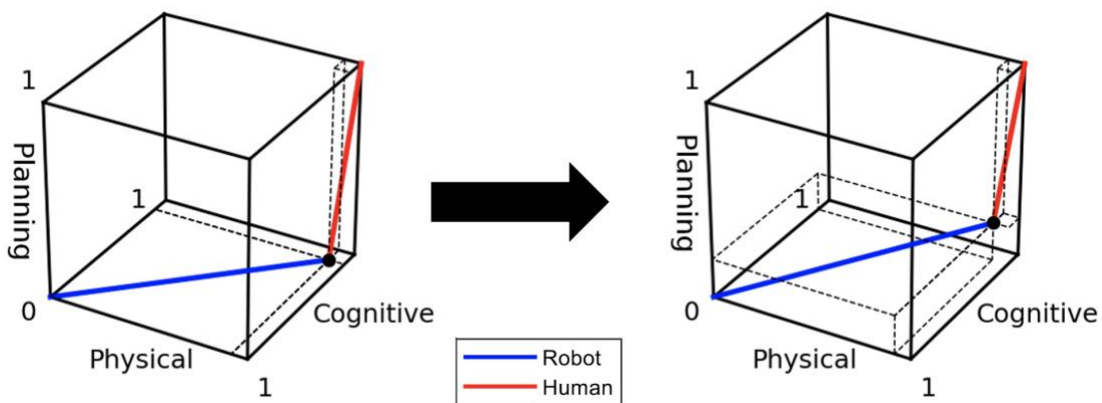 1
1
Planning
0
Physical
1
Cognitive
1
1
Planning
0
Physical
1
Cognitive
Robot
Human